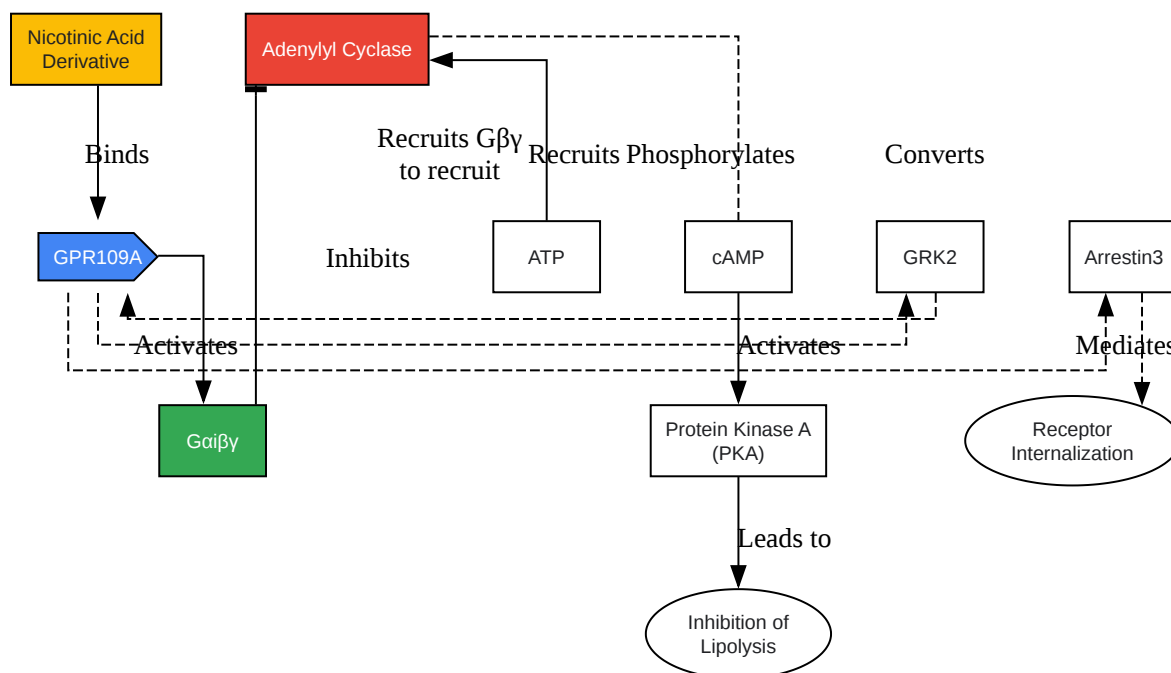 Nicotinic Acid
Derivative
Adenylyl Cyclase
Binds
Recruits Gβγ
to recruit
Recruits
Phosphorylates
Converts
GPR109A
Inhibits
ATP
cAMP
GRK2
Arrestin3
Activates
Activates
Mediates
Gαiβγ
Protein Kinase A
(PKA)
Receptor
Internalization
Leads to
Inhibition of
Lipolysis